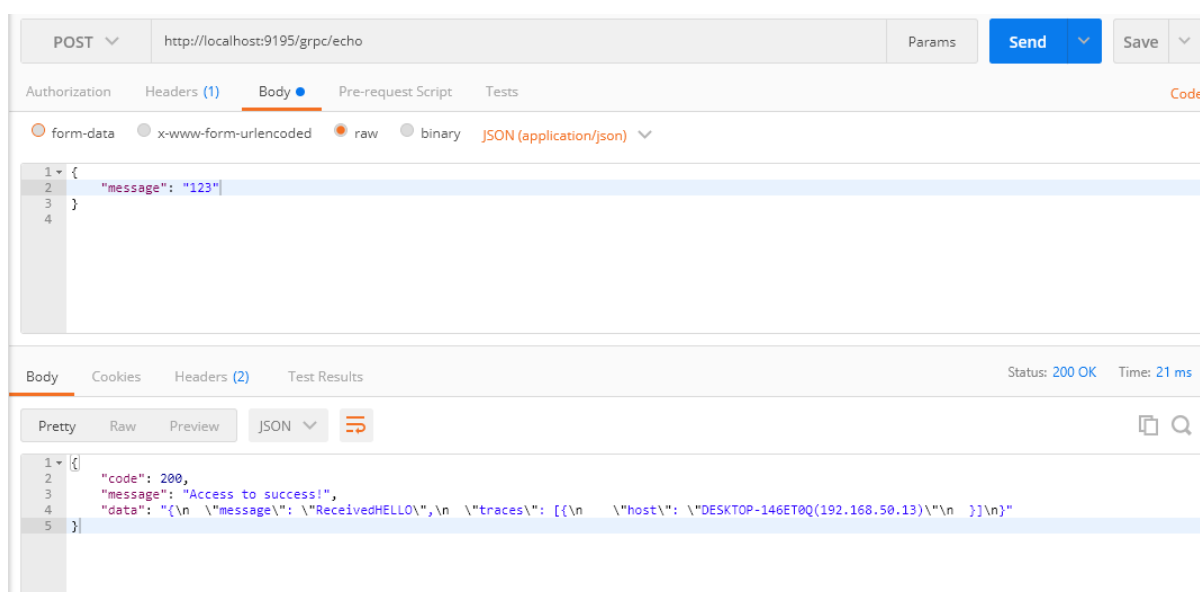 POST http://localhost:9195/grpc/echo Params Send Save
Authorization Headers (1) Body Pre-request Script Tests Code
form-data x-www-form-urlencoded raw binary JSON (application/json)
1 {
2 "message": "123"
3 }
4
Body Cookies Headers (2) Test Results Status: 200 OK Time: 21 ms
Pretty Raw Preview JSON
1 {
2 "code": 200,
3 "message": "Access to success!",
4 "data": "{\n  \"message\": \"ReceivedHELLO\",\n  \"traces\": [{\n    \"host\": \"DESKTOP-146ET0Q(192.168.50.13)\"\n  }]\n}"
5 }